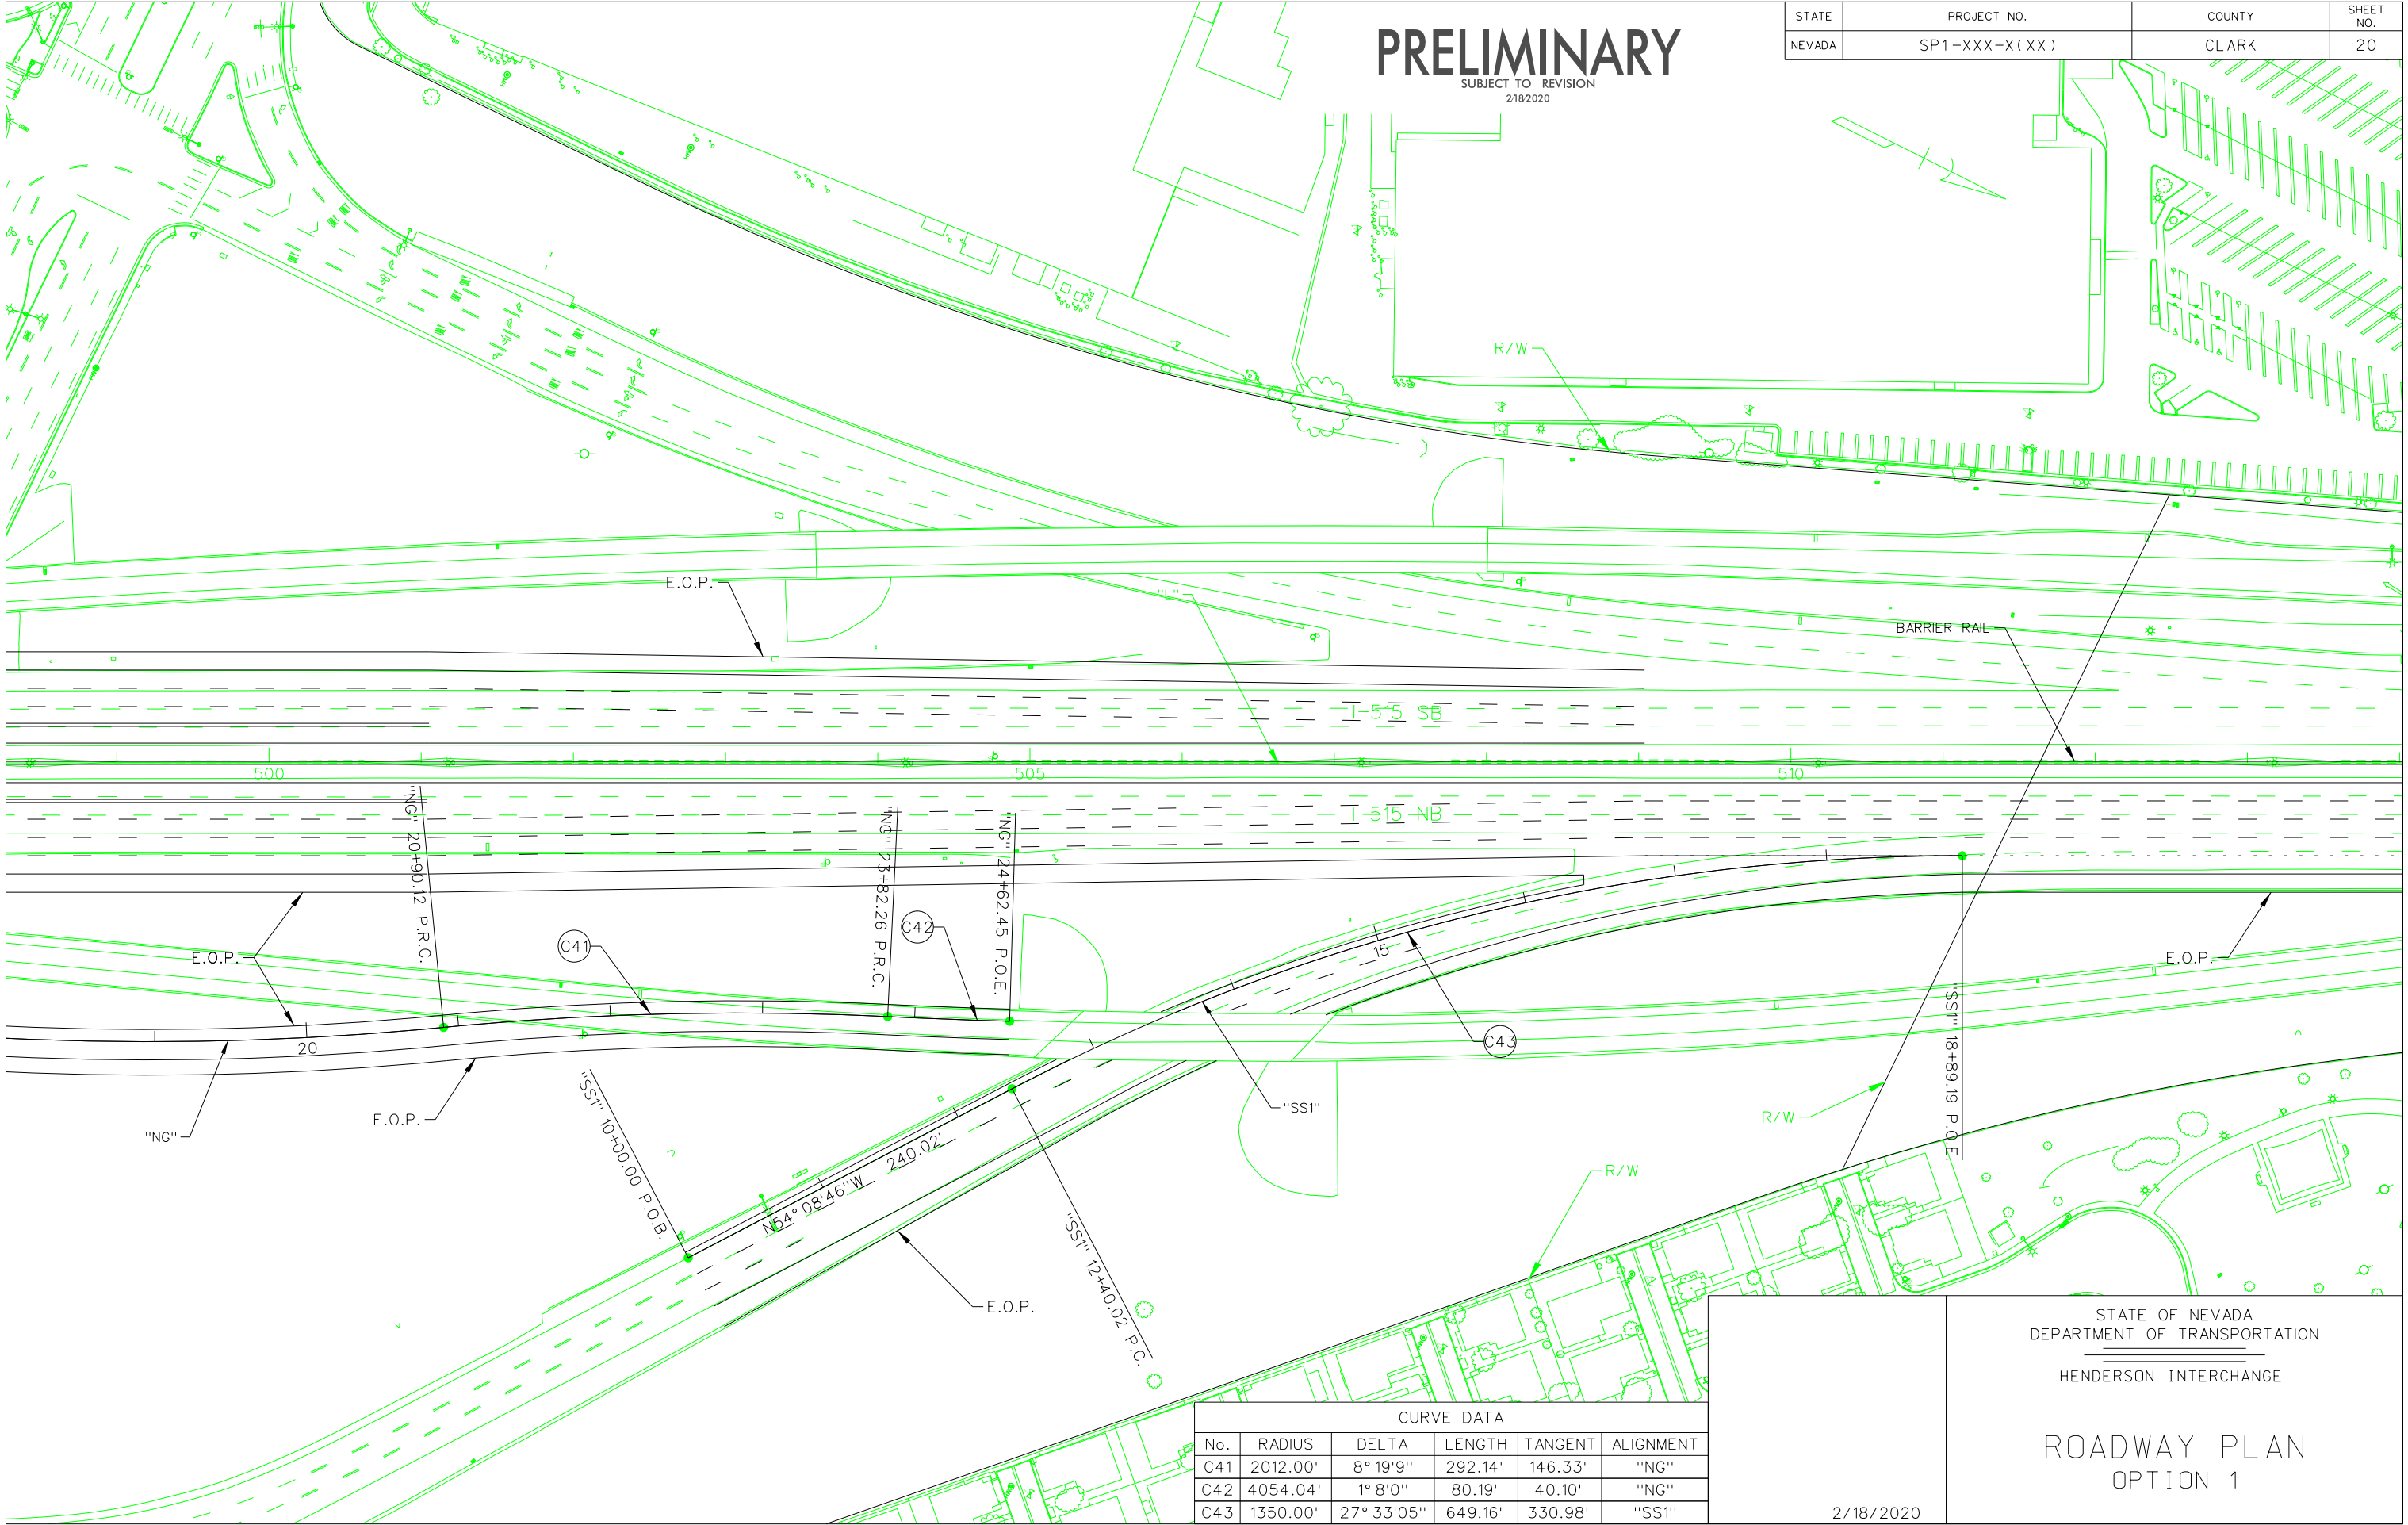 PRELIMINARY
SUBJECT TO REVISION
2/18/2020
STATE PROJECT NO. COUNTY SHEET NO.
NEVADA SP1-XXX-X(XX) CLARK 20
R/W
E.O.P.
"L"
BARRIER RAIL
I-515 SB
500
505
510
I-515 NB
"NG" 20+90.12 P.R.C.
"NG" 23+82.26 P.R.C.
"NG" 24+62.45 P.O.E.
C41
C42
15
E.O.P.
E.O.P.
20
C43
"SS1" 18+89.19 P.O.E.
"NG"
E.O.P.
"SS1" 10+00.00 P.O.B.
N54°08'46"W
240.02'
"SS1"
R/W
R/W
"SS1" 12+40.02 P.C.
E.O.P.
CURVE DATA
No. RADIUS DELTA LENGTH TANGENT ALIGNMENT
C41 2012.00' 8°19'9" 292.14' 146.33' "NG"
C42 4054.04' 1°8'0" 80.19' 40.10' "NG"
C43 1350.00' 27°33'05" 649.16' 330.98' "SS1"
2/18/2020
STATE OF NEVADA
DEPARTMENT OF TRANSPORTATION
HENDERSON INTERCHANGE
ROADWAY PLAN
OPTION 1